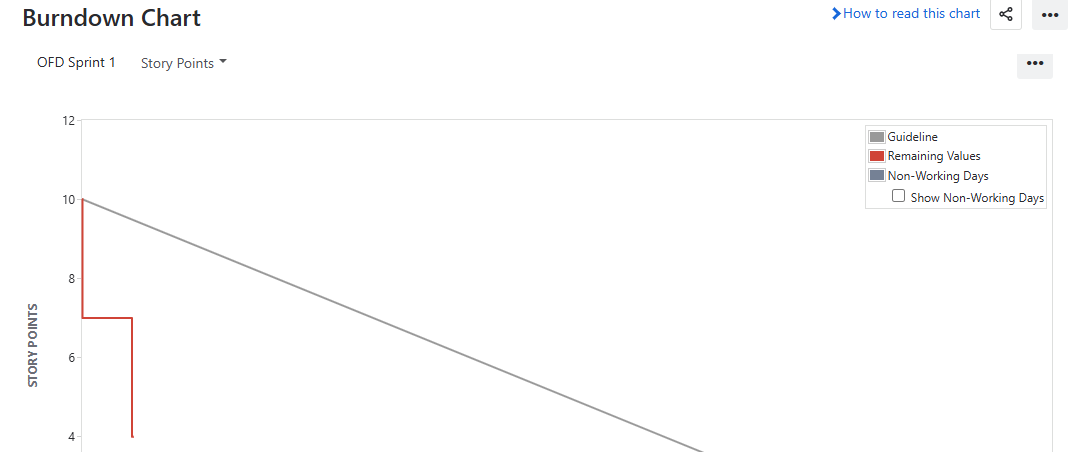 Burndown Chart
How to read this chart
OFD Sprint 1
Story Points
12
10
8
6
4
STORY POINTS
Guideline
Remaining Values
Non-Working Days
Show Non-Working Days